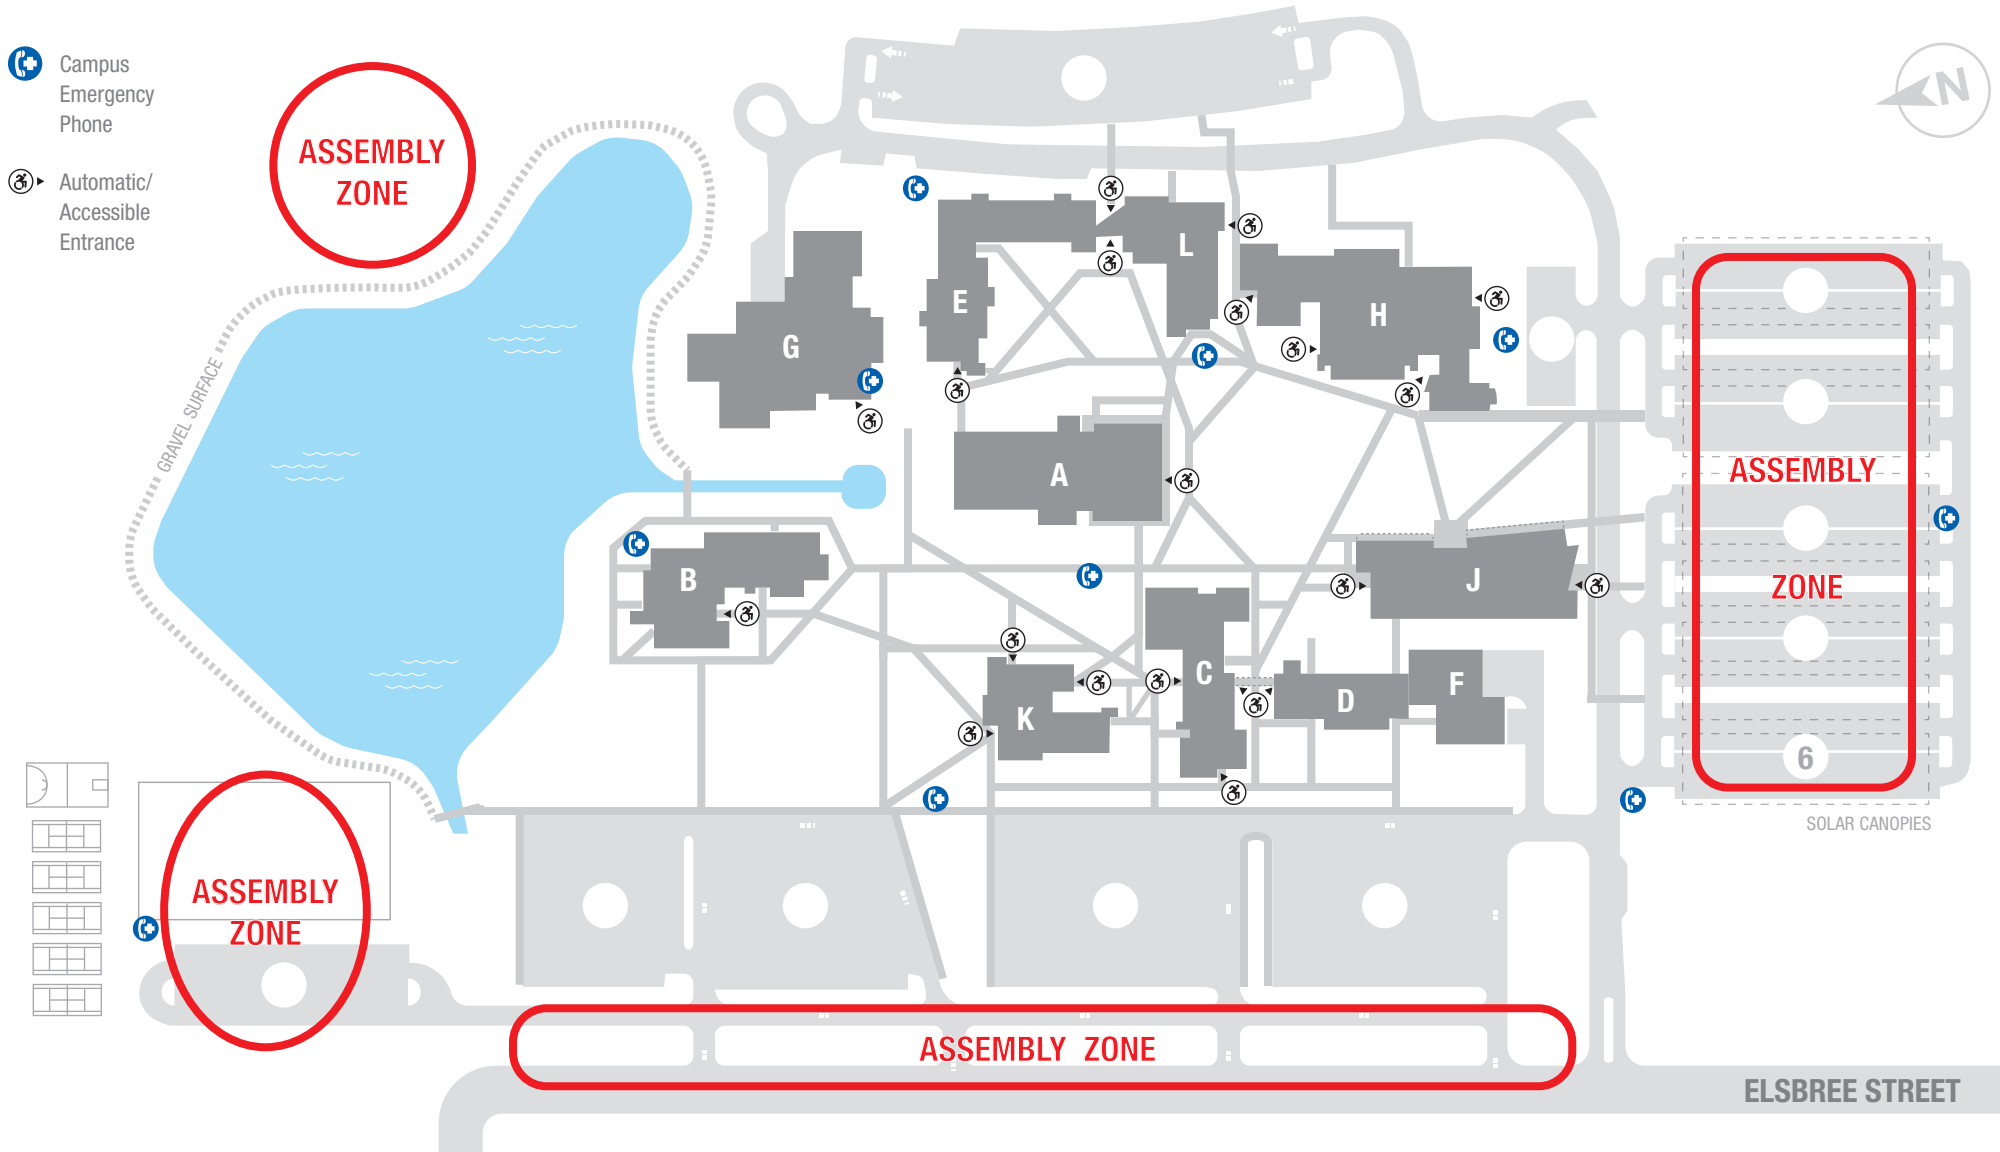 Campus
Emergency
Phone
Automatic/
Accessible
Entrance
ASSEMBLY
ZONE
N
GRAVEL SURFACE
L
E
H
G
A
ASSEMBLY
ZONE
B
J
C
F
D
K
6
SOLAR CANOPIES
ASSEMBLY
ZONE
ASSEMBLY ZONE
ELSBREE STREET